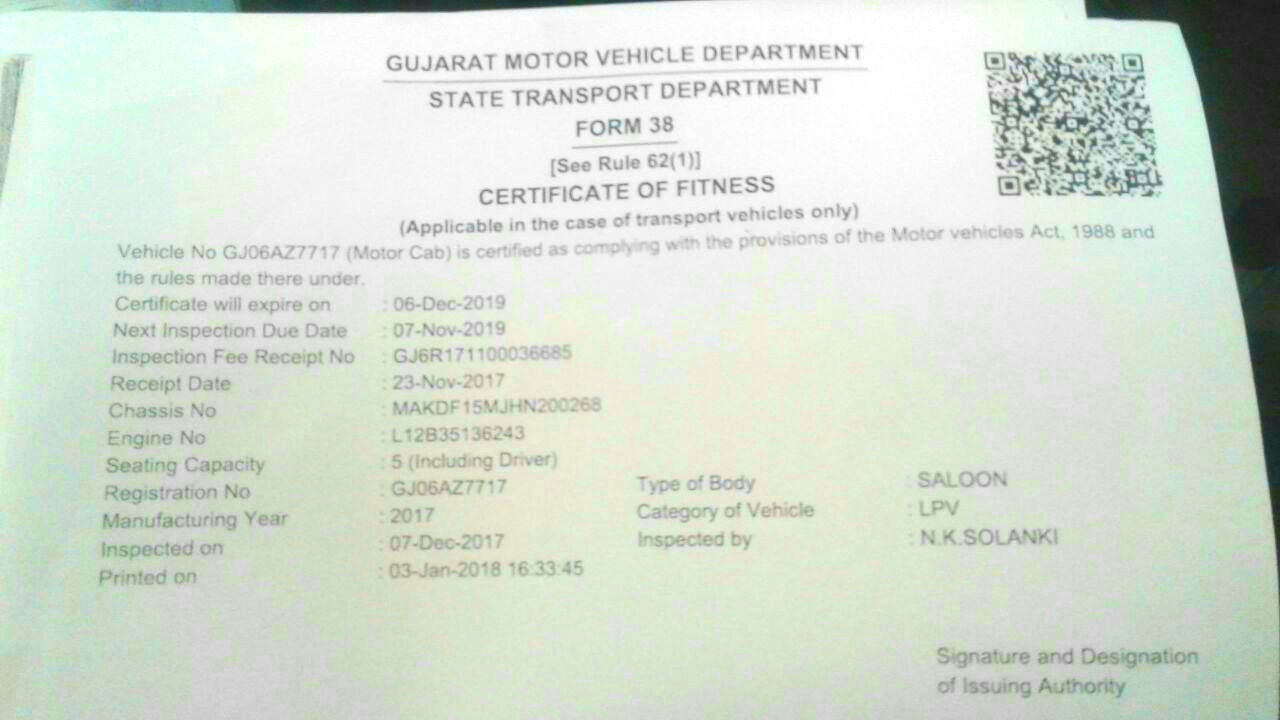 GUJARAT MOTOR VEHICLE DEPARTMENT
STATE TRANSPORT DEPARTMENT
FORM 38
[See Rule 62(1)]
CERTIFICATE OF FITNESS
(Applicable in the case of transport vehicles only)
Vehicle No GJ06AZ7717 (Motor Cab) is certified as complying with the provisions of the Motor vehicles Act, 1988 and
the rules made there under.
Certificate will expire on : 06-Dec-2019
Next Inspection Due Date : 07-Nov-2019
Inspection Fee Receipt No : GJ6R171100036685
Receipt Date : 23-Nov-2017
Chassis No : MAKDF15MJHN200268
Engine No : L12B35136243
Seating Capacity : 5 (Including Driver)
Registration No : GJ06AZ7717 Type of Body : SALOON
Manufacturing Year : 2017 Category of Vehicle : LPV
Inspected on : 07-Dec-2017 Inspected by : N.K.SOLANKI
Printed on : 03-Jan-2018 16:33:45
Signature and Designation
of Issuing Authority